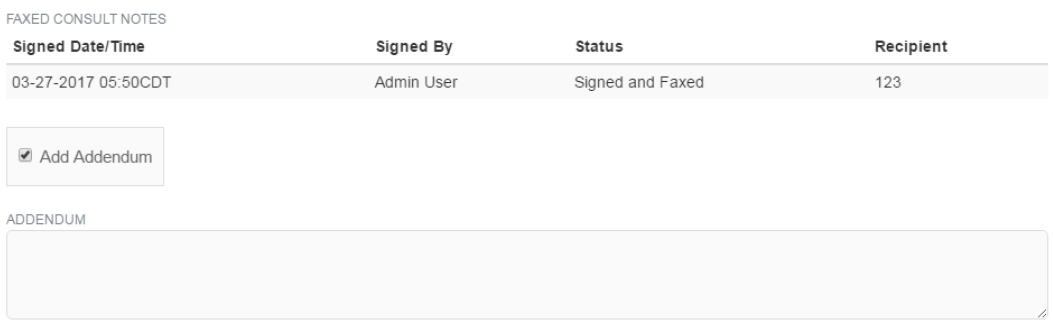 FAXED CONSULT NOTES
Signed Date/Time Signed By Status Recipient
03-27-2017 05:50CDT Admin User Signed and Faxed 123
Add Addendum
ADDENDUM